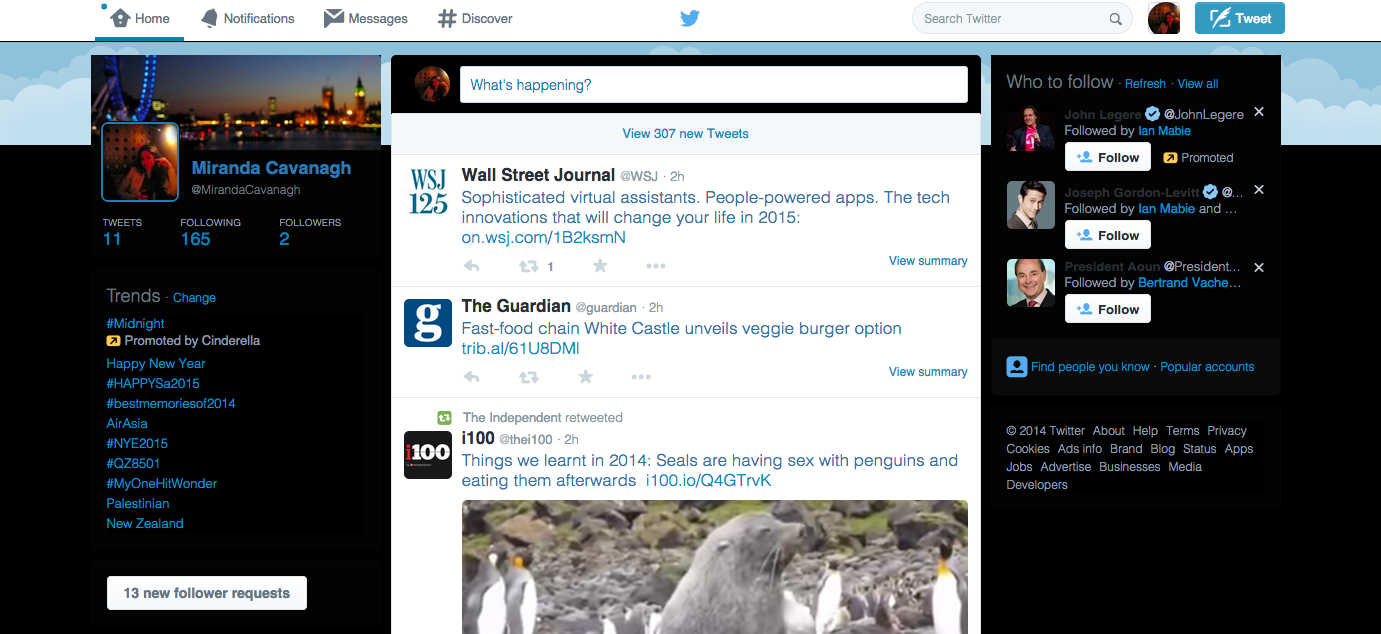 Home Notifications Messages # Discover Search Twitter Tweet
Miranda Cavanagh
@MirandaCavanagh
TWEETS FOLLOWING FOLLOWERS
11 165 2
Trends · Change
#Midnight
Promoted by Cinderella
Happy New Year
#HAPPYSa2015
#bestmemoriesof2014
AirAsia
#NYE2015
#QZ8501
#MyOneHitWonder
Palestinian
New Zealand
13 new follower requests
What's happening?
View 307 new Tweets
WSJ
125
Wall Street Journal @WSJ · 2h
Sophisticated virtual assistants. People-powered apps. The tech
innovations that will change your life in 2015:
on.wsj.com/1B2ksmN
1
View summary
g
The Guardian @guardian · 2h
Fast-food chain White Castle unveils veggie burger option
trib.al/61U8DMl
View summary
The Independent retweeted
i100
i100 @thei100 · 2h
Things we learnt in 2014: Seals are having sex with penguins and
eating them afterwards i100.io/Q4GTrvK
Who to follow · Refresh · View all
John Legere @JohnLegere
Followed by Ian Mabie
Follow Promoted
Joseph Gordon-Levitt @...
Followed by Ian Mabie and ...
Follow
President Aoun @President...
Followed by Bertrand Vache...
Follow
Find people you know · Popular accounts
© 2014 Twitter About Help Terms Privacy
Cookies Ads info Brand Blog Status Apps
Jobs Advertise Businesses Media
Developers